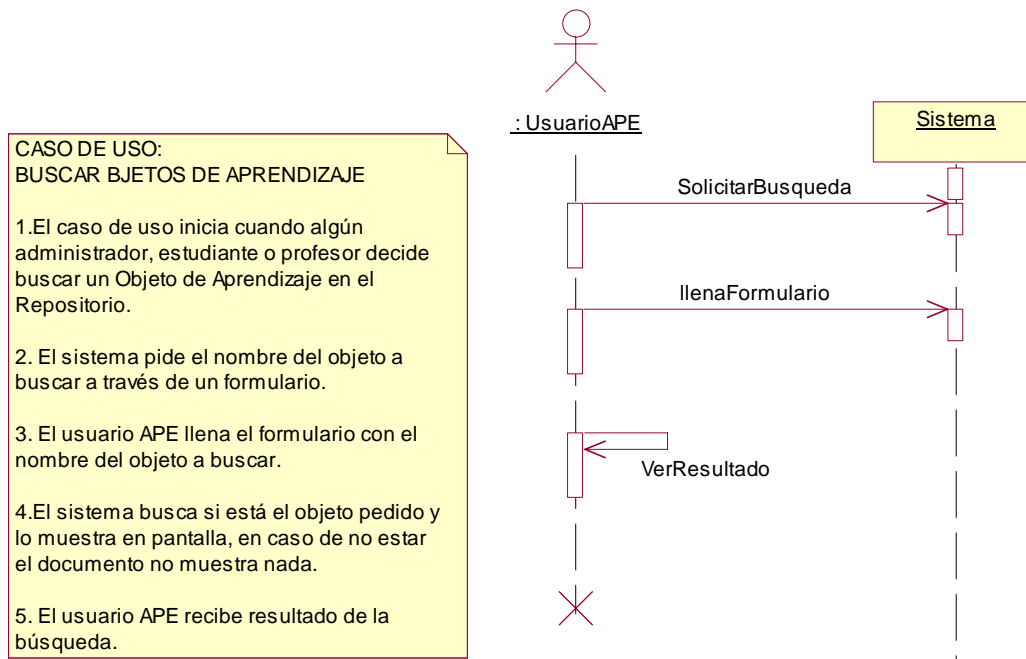 CASO DE USO:
BUSCAR BJETOS DE APRENDIZAJE
1.El caso de uso inicia cuando algún
administrador, estudiante o profesor decide
buscar un Objeto de Aprendizaje en el
Repositorio.
2. El sistema pide el nombre del objeto a
buscar a través de un formulario.
3. El usuario APE llena el formulario con el
nombre del objeto a buscar.
4.El sistema busca si está el objeto pedido y
lo muestra en pantalla, en caso de no estar
el documento no muestra nada.
5. El usuario APE recibe resultado de la
búsqueda.
: UsuarioAPE
Sistema
SolicitarBusqueda
llenaFormulario
VerResultado